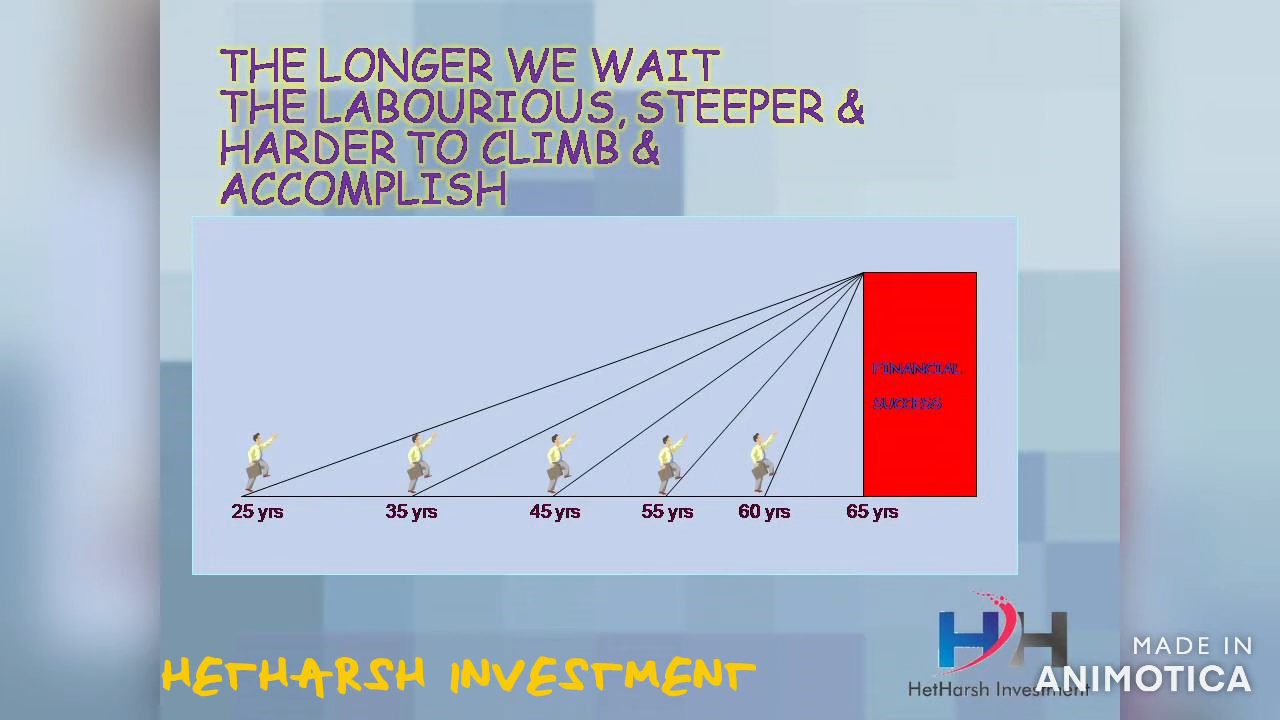 THE LONGER WE WAIT
THE LABOURIOUS, STEEPER &
HARDER TO CLIMB &
ACCOMPLISH
FINANCIAL
SUCCESS
25 yrs
35 yrs
45 yrs
55 yrs
60 yrs
65 yrs
HETHARSH INVESTMENT
HH
HetHarsh Investment
MADE IN
ANIMOTICA